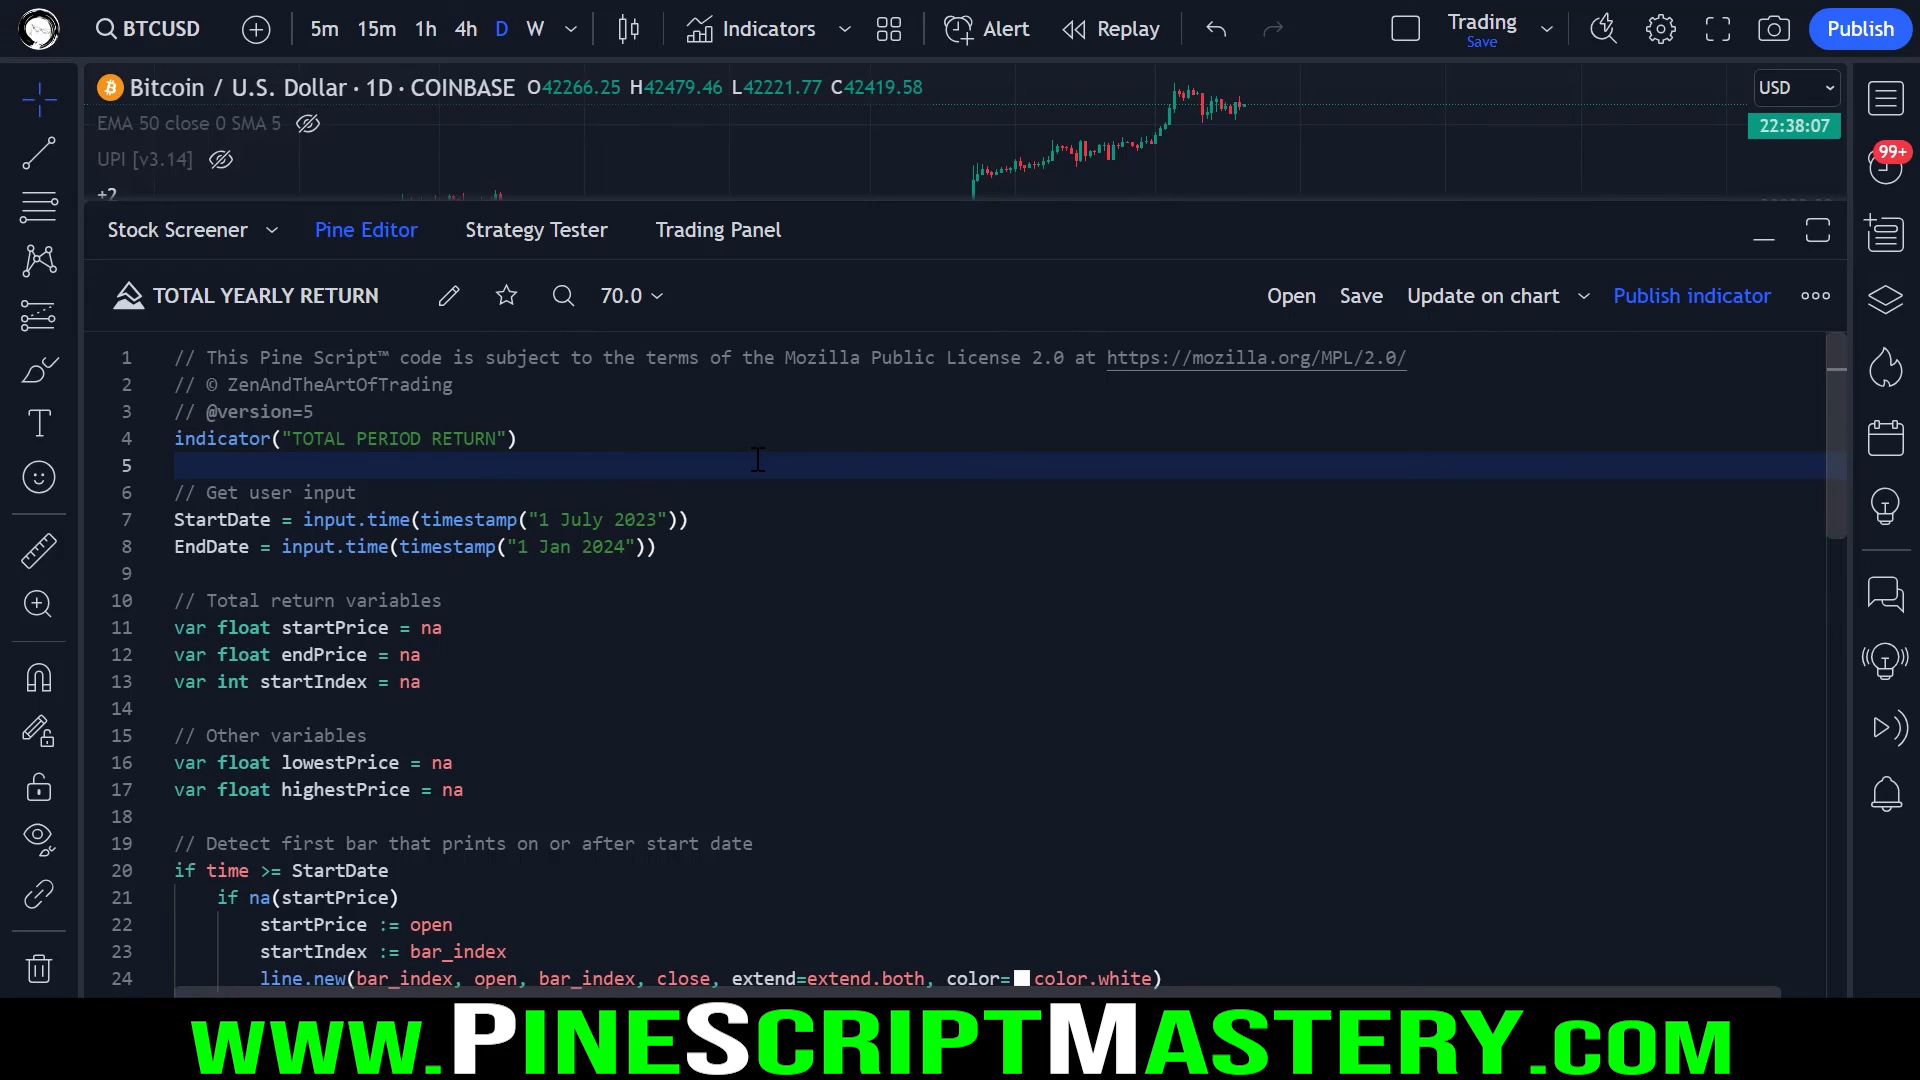 BTCUSD 5m 15m 1h 4h D W Indicators Alert Replay Trading Save Publish
Bitcoin / U.S. Dollar · 1D · COINBASE O42266.25 H42479.46 L42221.77 C42419.58 USD
EMA 50 close 0 SMA 5 22:38:07
99+
UPI [v3.14]
+2
Stock Screener Pine Editor Strategy Tester Trading Panel
TOTAL YEARLY RETURN 70.0 Open Save Update on chart Publish indicator
1 // This Pine Script™ code is subject to the terms of the Mozilla Public License 2.0 at https://mozilla.org/MPL/2.0/
2 // © ZenAndTheArtOfTrading
3 // @version=5
4 indicator("TOTAL PERIOD RETURN")
5
6 // Get user input
7 StartDate = input.time(timestamp("1 July 2023"))
8 EndDate = input.time(timestamp("1 Jan 2024"))
9
10 // Total return variables
11 var float startPrice = na
12 var float endPrice = na
13 var int startIndex = na
14
15 // Other variables
16 var float lowestPrice = na
17 var float highestPrice = na
18
19 // Detect first bar that prints on or after start date
20 if time >= StartDate
21 if na(startPrice)
22 startPrice := open
23 startIndex := bar_index
24 line.new(bar_index, open, bar_index, close, extend=extend.both, color=color.white)
www.PineScriptMastery.com